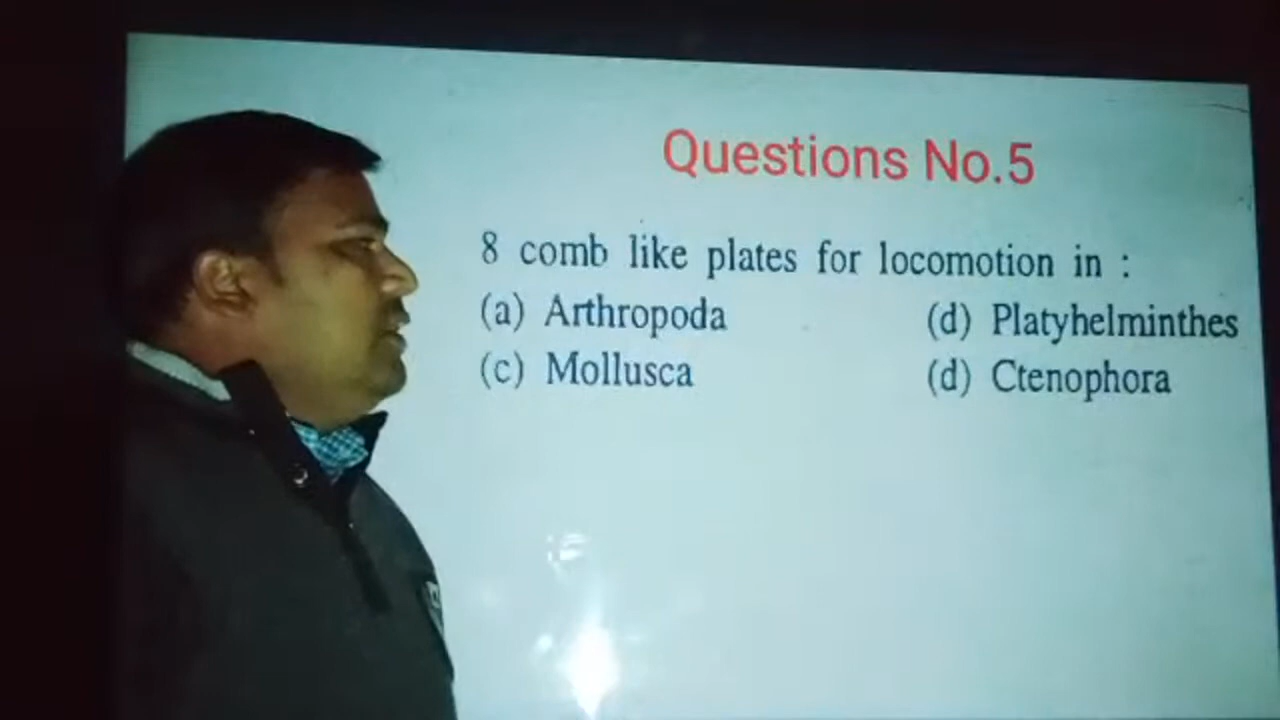 Questions No.5
8 comb like plates for locomotion in :
(a) Arthropoda (d) Platyhelminthes
(c) Mollusca (d) Ctenophora